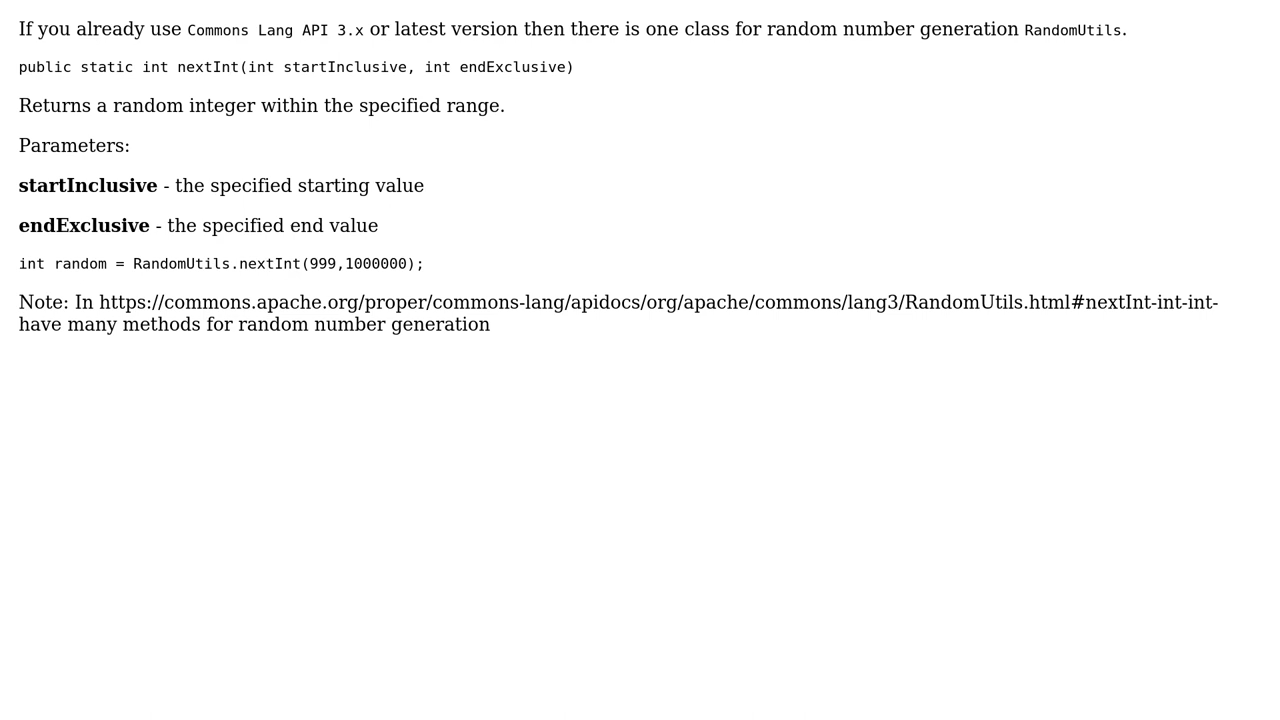 If you already use Commons Lang API 3.x or latest version then there is one class for random number generation RandomUtils.
public static int nextInt(int startInclusive, int endExclusive)
Returns a random integer within the specified range.
Parameters:
startInclusive - the specified starting value
endExclusive - the specified end value
int random = RandomUtils.nextInt(999,1000000);
Note: In https://commons.apache.org/proper/commons-lang/apidocs/org/apache/commons/lang3/RandomUtils.html#nextInt-int-int-
have many methods for random number generation